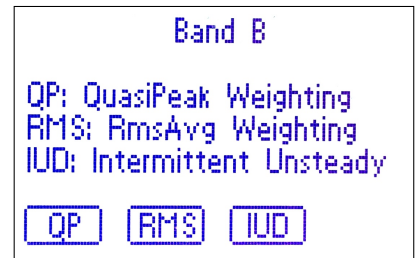 Band B
QP: QuasiPeak Weighting
RMS: RmsAvg Weighting
IUD: Intermittent Unsteady
QP RMS IUD